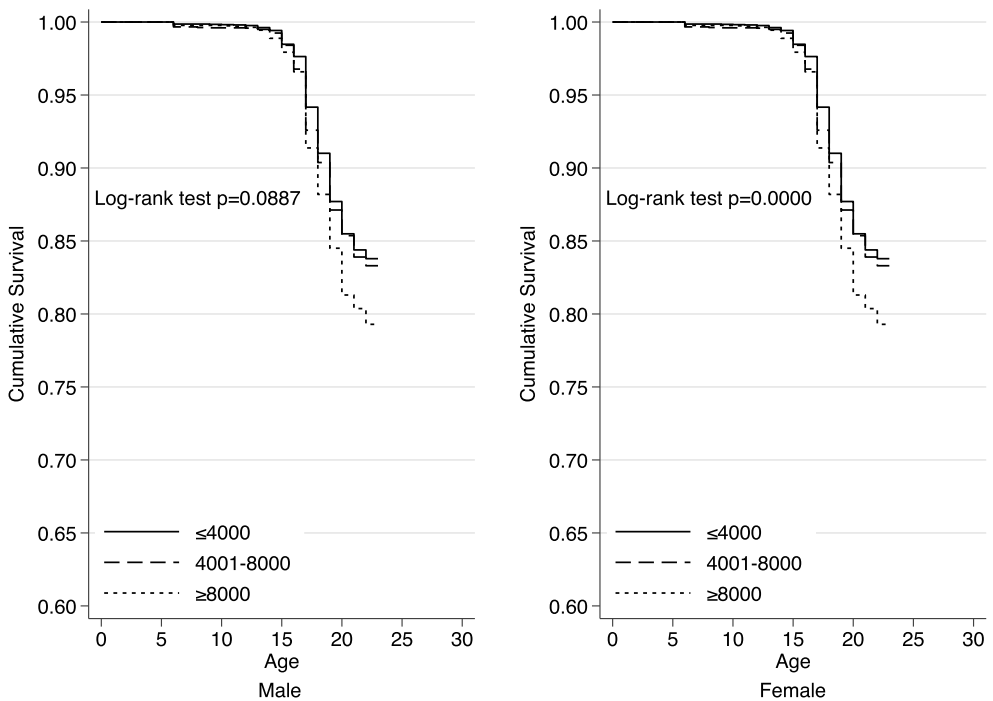 1.00
0.95
0.90
0.85
0.80
0.75
0.70
0.65
0.60
Cumulative Survival
Log-rank test p=0.0887
≤4000
4001-8000
≥8000
0 5 10 15 20 25 30
Age
Male
1.00
0.95
0.90
0.85
0.80
0.75
0.70
0.65
0.60
Cumulative Survival
Log-rank test p=0.0000
≤4000
4001-8000
≥8000
0 5 10 15 20 25 30
Age
Female